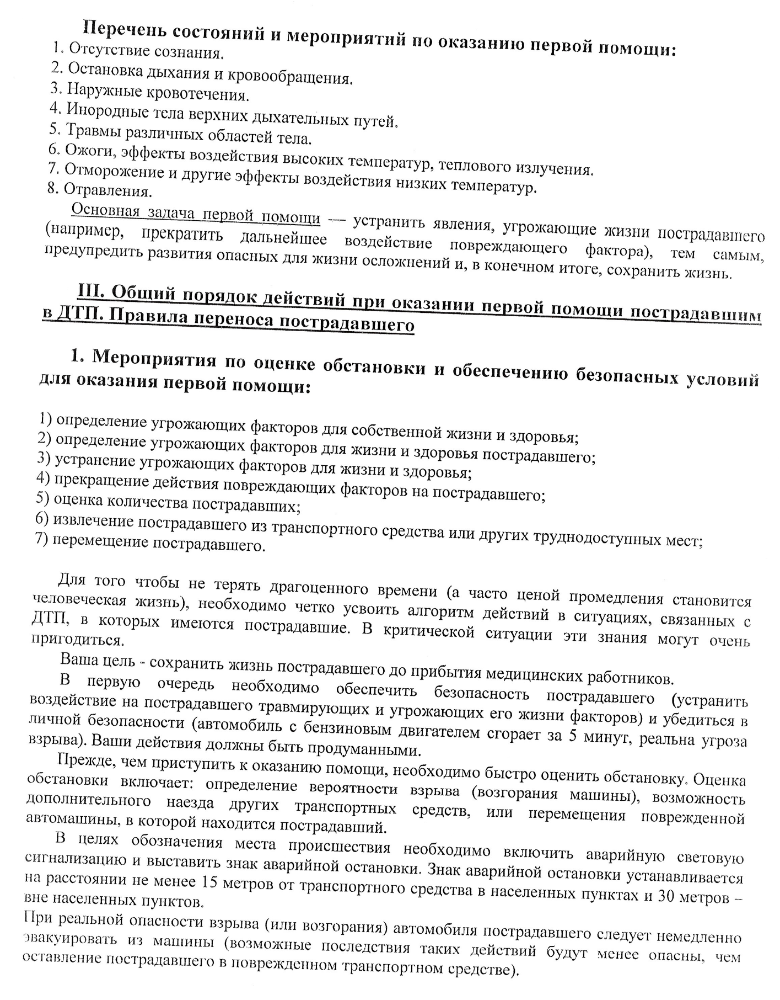 Перечень состояний и мероприятий по оказанию первой помощи:
1. Отсутствие сознания.
2. Остановка дыхания и кровообращения.
3. Наружные кровотечения.
4. Инородные тела верхних дыхательных путей.
5. Травмы различных областей тела.
6. Ожоги, эффекты воздействия высоких температур, теплового излучения.
7. Отморожение и другие эффекты воздействия низких температур.
8. Отравления.
Основная задача первой помощи — устранить явления, угрожающие жизни пострадавшего
(например, прекратить дальнейшее воздействие повреждающего фактора), тем самым,
предупредить развития опасных для жизни осложнений и, в конечном итоге, сохранить жизнь.
III. Общий порядок действий при оказании первой помощи пострадавшим
в ДТП. Правила переноса пострадавшего
1. Мероприятия по оценке обстановки и обеспечению безопасных условий
для оказания первой помощи:
1) определение угрожающих факторов для собственной жизни и здоровья;
2) определение угрожающих факторов для жизни и здоровья пострадавшего;
3) устранение угрожающих факторов для жизни и здоровья;
4) прекращение действия повреждающих факторов на пострадавшего;
5) оценка количества пострадавших;
6) извлечение пострадавшего из транспортного средства или других труднодоступных мест;
7) перемещение пострадавшего.
Для того чтобы не терять драгоценного времени (а часто ценой промедления становится
человеческая жизнь), необходимо четко усвоить алгоритм действий в ситуациях, связанных с
ДТП, в которых имеются пострадавшие. В критической ситуации эти знания могут очень
пригодиться.
Ваша цель - сохранить жизнь пострадавшего до прибытия медицинских работников.
В первую очередь необходимо обеспечить безопасность пострадавшего (устранить
воздействие на пострадавшего травмирующих и угрожающих его жизни факторов) и убедиться в
личной безопасности (автомобиль с бензиновым двигателем сгорает за 5 минут, реальна угроза
взрыва). Ваши действия должны быть продуманными.
Прежде, чем приступить к оказанию помощи, необходимо быстро оценить обстановку. Оценка
обстановки включает: определение вероятности взрыва (возгорания машины), возможность
дополнительного наезда других транспортных средств, или перемещения поврежденной
автомашины, в которой находится пострадавший.
В целях обозначения места происшествия необходимо включить аварийную световую
сигнализацию и выставить знак аварийной остановки. Знак аварийной остановки устанавливается
на расстоянии не менее 15 метров от транспортного средства в населенных пунктах и 30 метров –
вне населенных пунктов.
При реальной опасности взрыва (или возгорания) автомобиля пострадавшего следует немедленно
эвакуировать из машины (возможные последствия таких действий будут менее опасны, чем
оставление пострадавшего в поврежденном транспортном средстве).